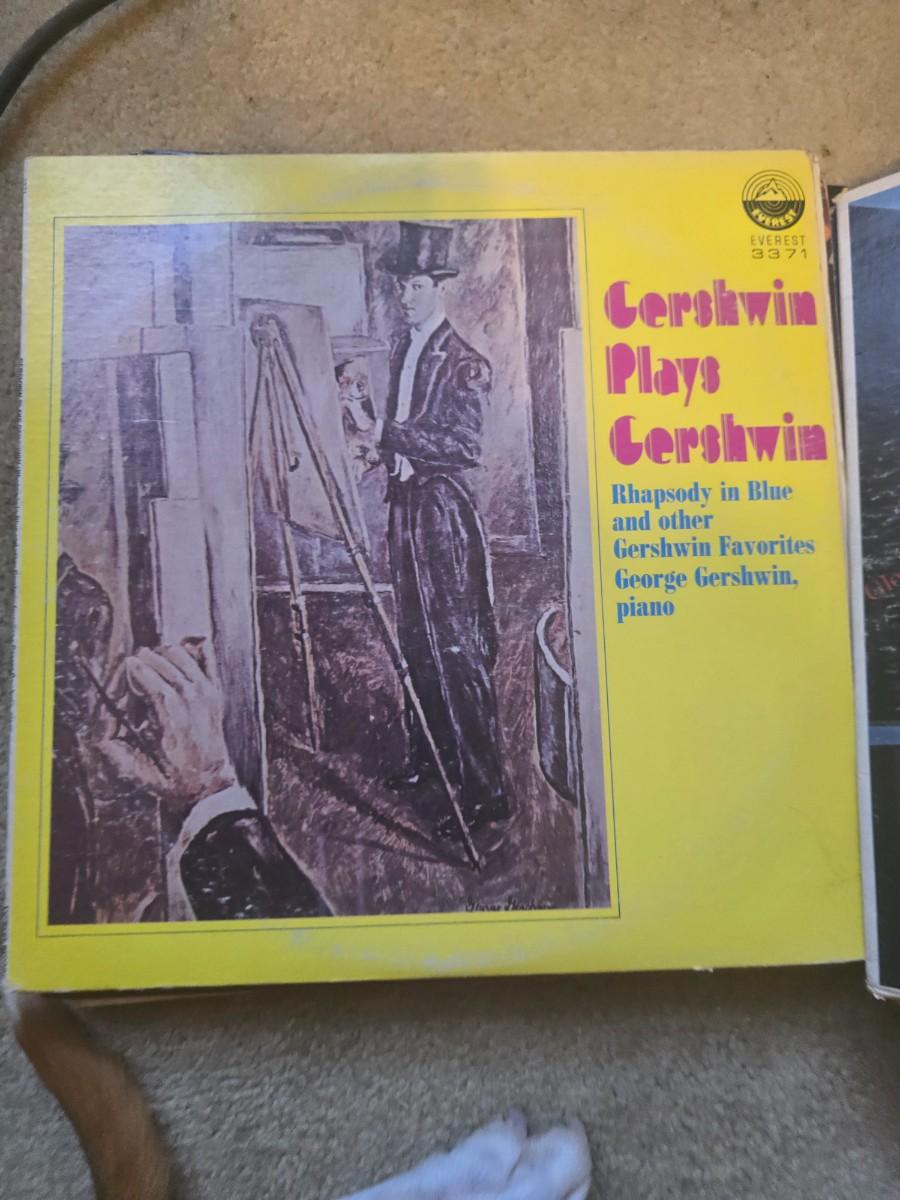 EVEREST
EVEREST
3371
Gershwin
Plays
Gershwin
Rhapsody in Blue
and other
Gershwin Favorites
George Gershwin,
piano